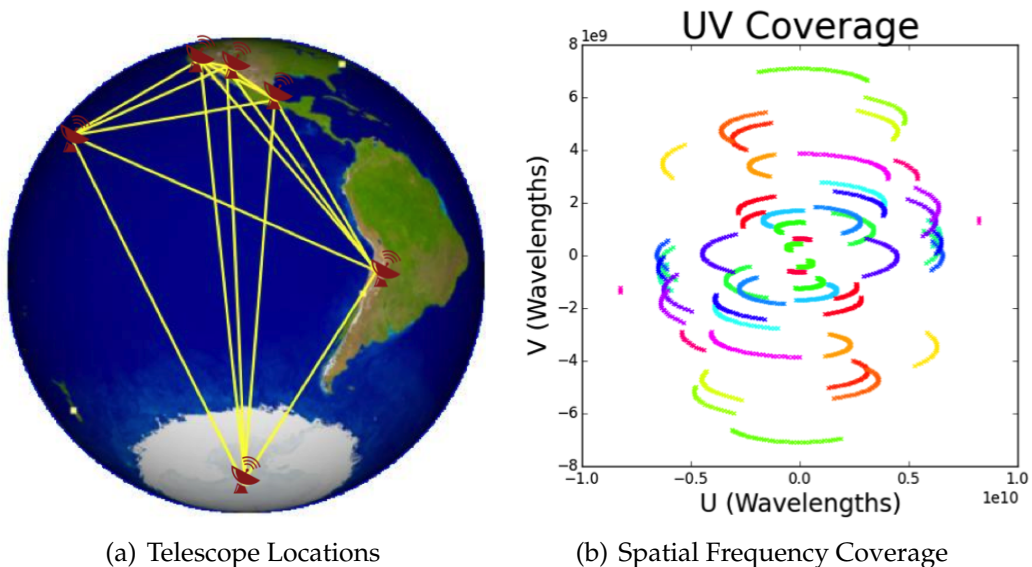 UV Coverage
1e9
8
6
4
2
0
−2
−4
−6
−8
V (Wavelengths)
−1.0
−0.5
0.0
0.5
1.0
1e10
U (Wavelengths)
(a) Telescope Locations
(b) Spatial Frequency Coverage